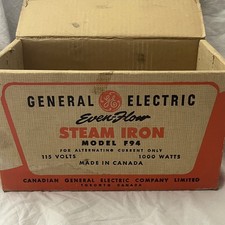 GENERAL GE ELECTRIC
Even-Flow
STEAM IRON
MODEL F94
FOR ALTERNATING CURRENT ONLY
115 VOLTS 1000 WATTS
MADE IN CANADA
CANADIAN GENERAL ELECTRIC COMPANY LIMITED
TORONTO CANADA